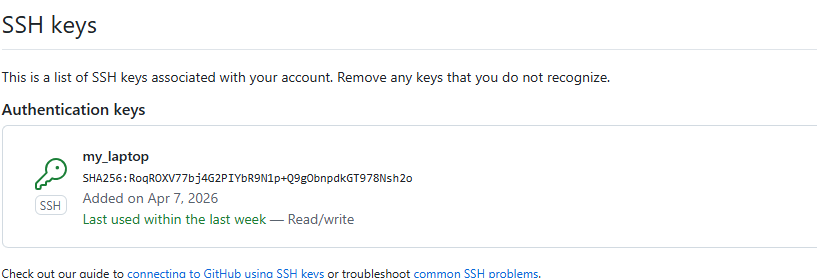 SSH keys
This is a list of SSH keys associated with your account. Remove any keys that you do not recognize.
Authentication keys
my_laptop
SHA256:RoqROXV77bj4G2PIYbR9N1p+Q9gObnpdkGT978Nsh2o
Added on Apr 7, 2026
SSH
Last used within the last week — Read/write
Check out our guide to connecting to GitHub using SSH keys or troubleshoot common SSH problems.